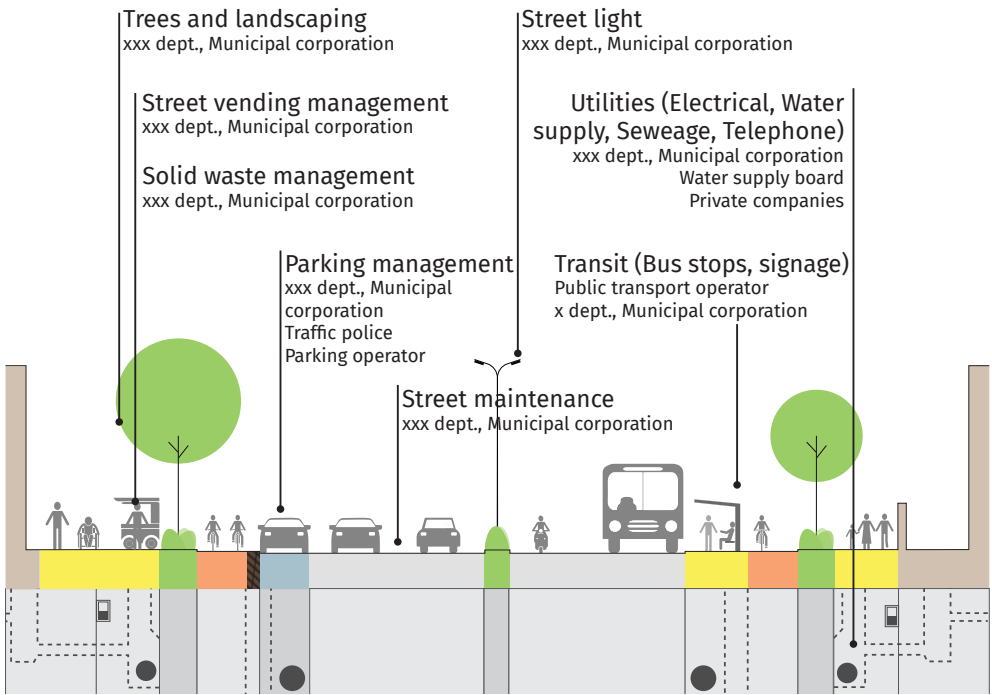 Trees and landscaping
xxx dept., Municipal corporation
Street light
xxx dept., Municipal corporation
Street vending management
xxx dept., Municipal corporation
Solid waste management
xxx dept., Municipal corporation
Utilities (Electrical, Water
supply, Seweage, Telephone)
xxx dept., Municipal corporation
Water supply board
Private companies
Parking management
xxx dept., Municipal
corporation
Traffic police
Parking operator
Transit (Bus stops, signage)
Public transport operator
x dept., Municipal corporation
Street maintenance
xxx dept., Municipal corporation